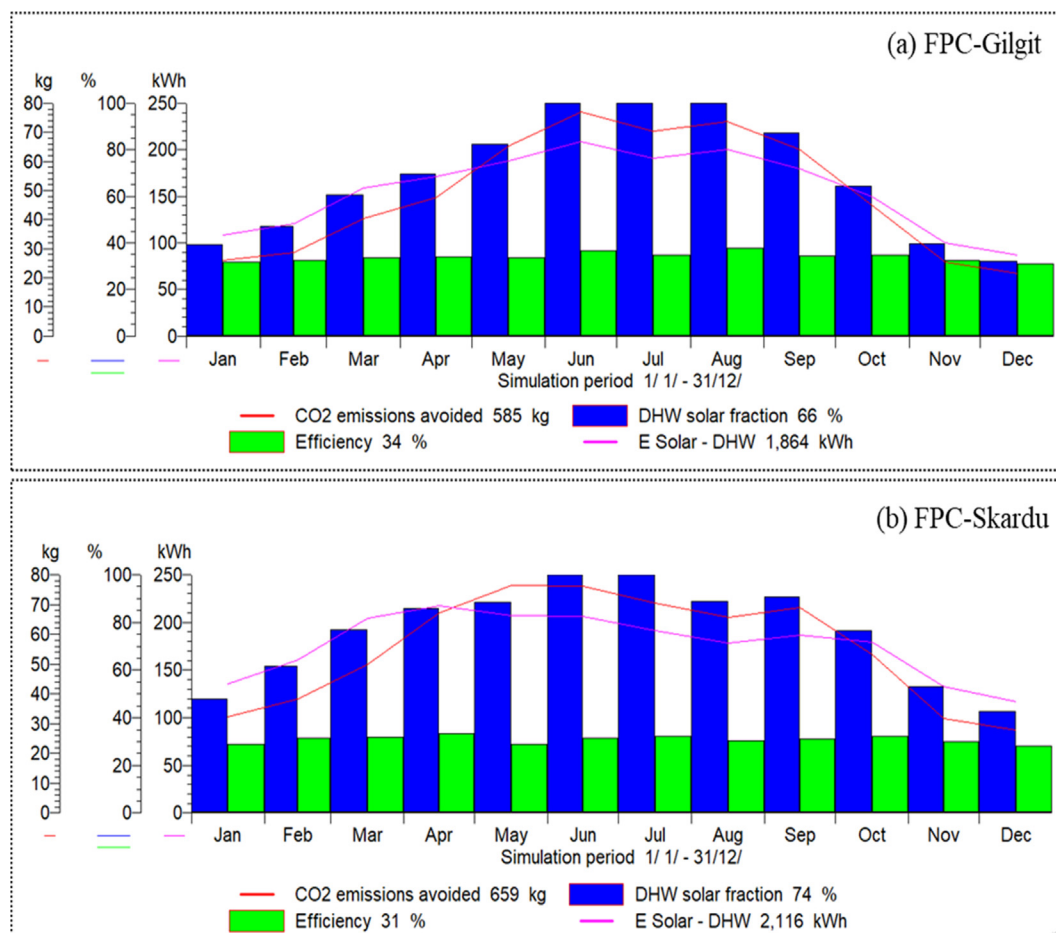 (a) FPC-Gilgit
kg % kWh
80 100 250
70
80 200
60
50 60 150
40
40 100
30
20 20 50
10
0 0 0
Jan Feb Mar Apr May Jun Jul Aug Sep Oct Nov Dec
Simulation period 1/ 1/ - 31/12/
CO2 emissions avoided 585 kg DHW solar fraction 66 %
Efficiency 34 % E Solar - DHW 1,864 kWh
(b) FPC-Skardu
kg % kWh
80 100 250
70
80 200
60
50 60 150
40
40 100
30
20 20 50
10
0 0 0
Jan Feb Mar Apr May Jun Jul Aug Sep Oct Nov Dec
Simulation period 1/ 1/ - 31/12/
CO2 emissions avoided 659 kg DHW solar fraction 74 %
Efficiency 31 % E Solar - DHW 2,116 kWh